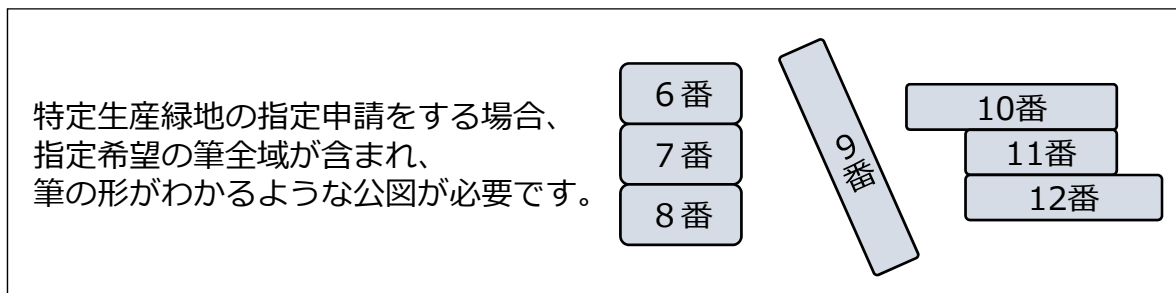 特定生産緑地の指定申請をする場合、
指定希望の筆全域が含まれ、
筆の形がわかるような公図が必要です。
6番
7番
8番
9番
10番
11番
12番